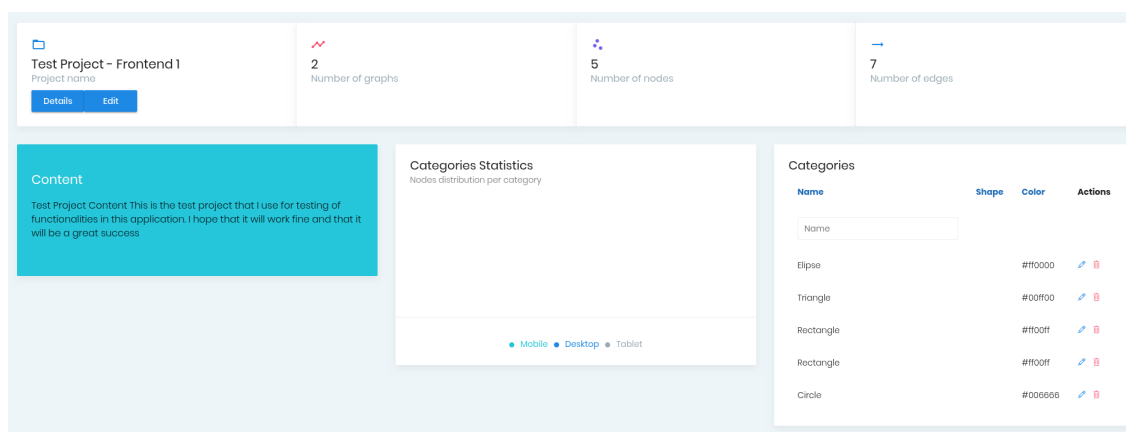 Test Project - Frontend 1
Project name
Details Edit
2
Number of graphs
5
Number of nodes
7
Number of edges
Content
Test Project Content This is the test project that I use for testing of
functionalities in this application. I hope that it will work fine and that it
will be a great success
Categories Statistics
Nodes distribution per category
Mobile Desktop Tablet
Categories
Name Shape Color Actions
Name
Elipse #ff0000
Triangle #00ff00
Rectangle #ff00ff
Rectangle #ff00ff
Circle #006666